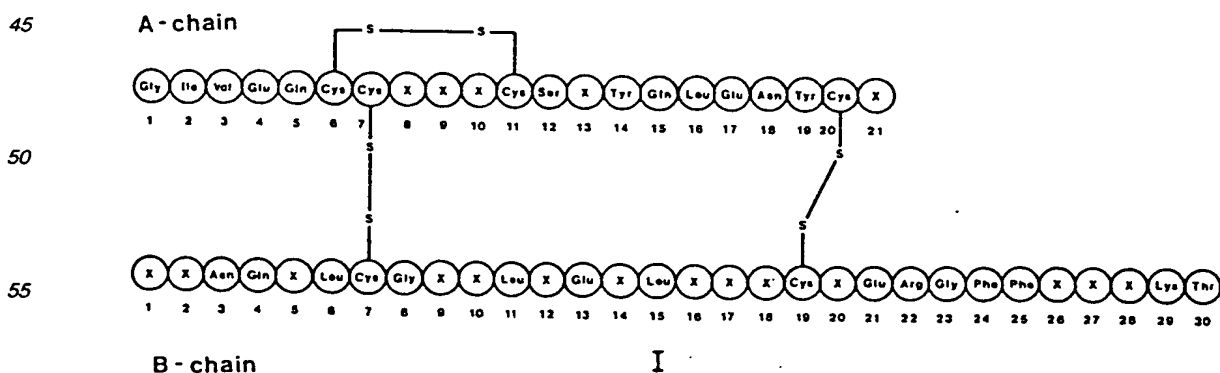 45 A-chain
S S
Gly Ile Val Glu Gln Cys Cys X X X Cys Ser X Tyr Gln Leu Glu Asn Tyr Cys X
1 2 3 4 5 6 7 8 9 10 11 12 13 14 15 16 17 18 19 20 21
50 S S
S S
X X Asn Gln X Leu Cys Gly X X Leu X Glu X Leu X X X Cys X Glu Arg Gly Phe Phe X X X Lys Thr
55
1 2 3 4 5 6 7 8 9 10 11 12 13 14 15 16 17 18 19 20 21 22 23 24 25 26 27 28 29 30
B-chain I